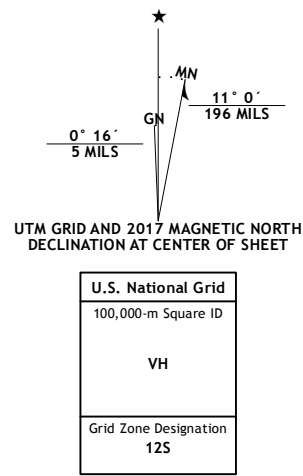 ★
MN
GN
0° 16´
5 MILS
11° 0´
196 MILS
UTM GRID AND 2017 MAGNETIC NORTH
DECLINATION AT CENTER OF SHEET
U.S. National Grid
100,000-m Square ID
VH
Grid Zone Designation
12S